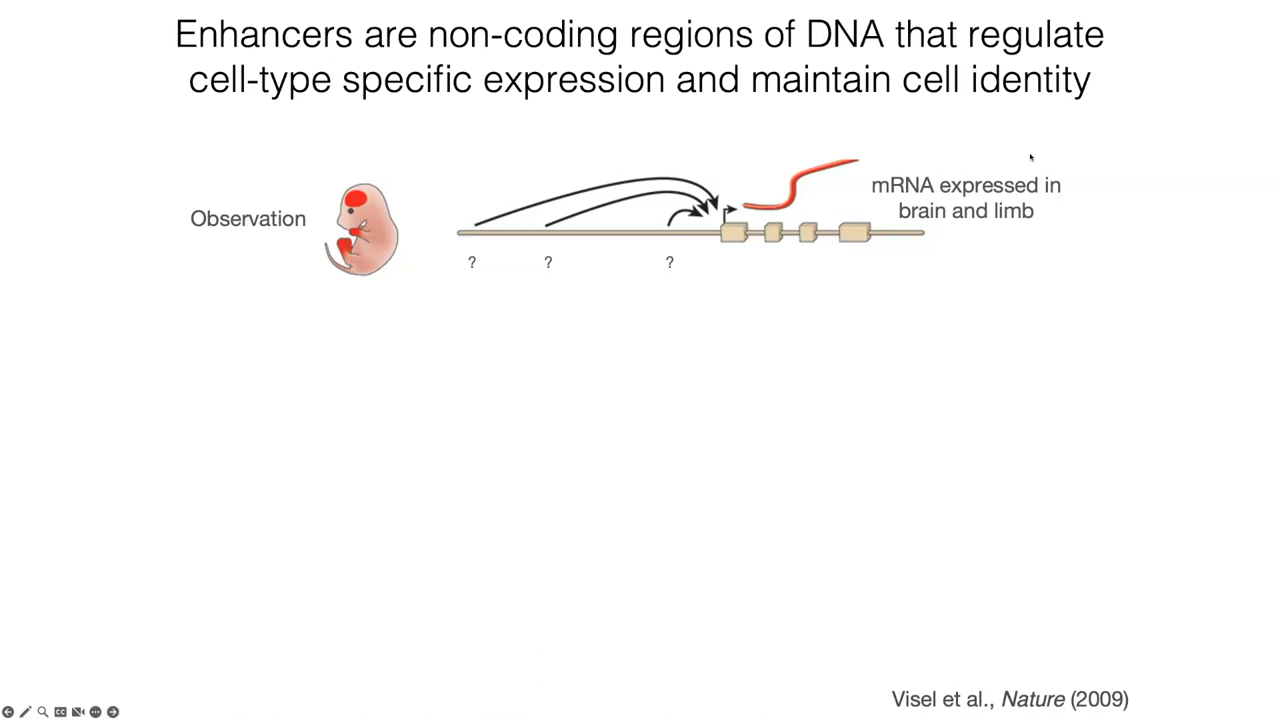 Enhancers are non-coding regions of DNA that regulate
cell-type specific expression and maintain cell identity
Observation
mRNA expressed in
brain and limb
? ? ?
Visel et al., Nature (2009)